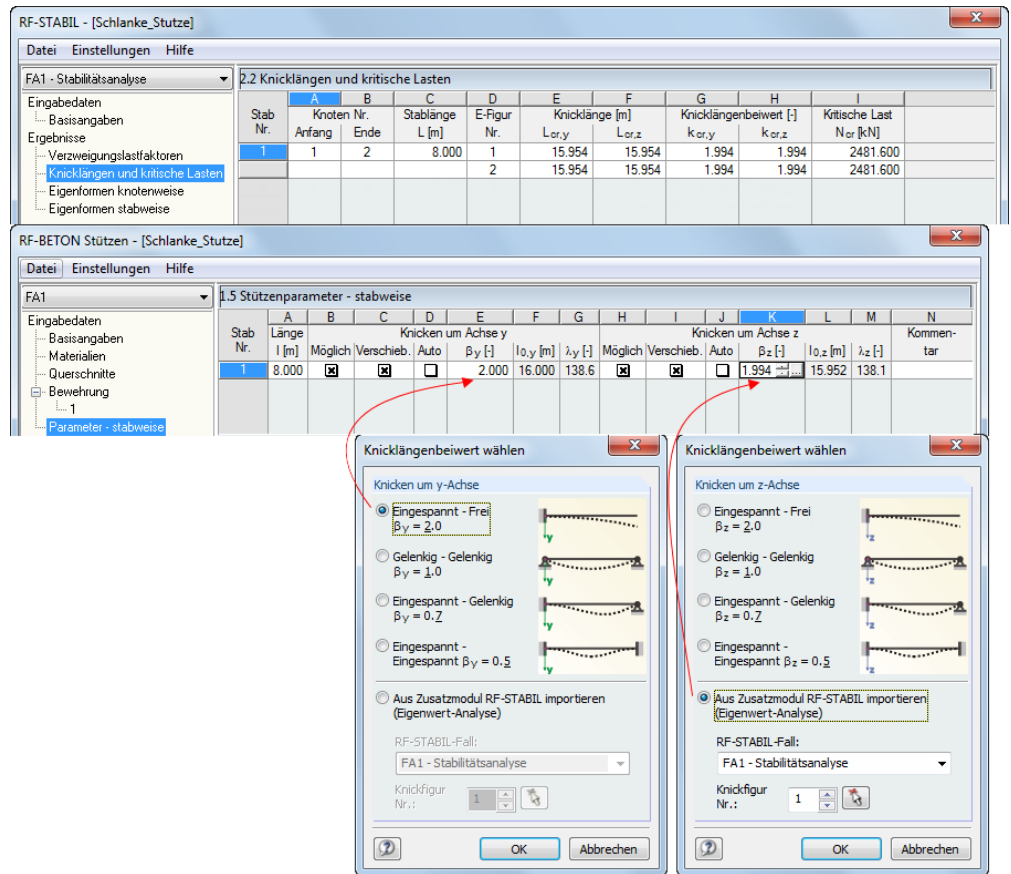 RF-STABIL - [Schlanke_Stutze]
Datei Einstellungen Hilfe
FA1 - Stabilitätsanalyse
2.2 Knicklängen und kritische Lasten
Eingabedaten
Basisangaben
Ergebnisse
Verzweigungslastfaktoren
Knicklängen und kritische Lasten
Eigenformen knotenweise
Eigenformen stabweise
A B C D E F G H I
Stab Knoten Nr. Stablänge E-Figur Knicklänge [m] Knicklängenbeiwert [-] Kritische Last
Nr. Anfang Ende L [m] Nr. L cr,y L cr,z k cr,y k cr,z N cr [kN]
1 1 2 8.000 1 15.954 15.954 1.994 1.994 2481.600
2 15.954 15.954 1.994 1.994 2481.600
RF-BETON Stützen - [Schlanke_Stutze]
Datei Einstellungen Hilfe
FA1
1.5 Stützenparameter - stabweise
Eingabedaten
Basisangaben
Materialien
Querschnitte
Bewehrung
1
Parameter - stabweise
A B C D E F G H I J K L M N
Stab Länge Knicken um Achse y Knicken um Achse z Kommen-
Nr. l [m] Möglich Verschieb. Auto βy [-] l0,y [m] λy [-] Möglich Verschieb. Auto βz [-] l0,z [m] λz [-] tar
1 8.000 2.000 16.000 138.6 1.994 ... 15.952 138.1
Knicklängenbeiwert wählen
Knicken um y-Achse
Eingespannt - Frei
βy = 2.0
y
Gelenkig - Gelenkig
βy = 1.0
y
Eingespannt - Gelenkig
βy = 0.7
y
Eingespannt -
Eingespannt βy = 0.5
y
Aus Zusatzmodul RF-STABIL importieren
(Eigenwert-Analyse)
RF-STABIL-Fall:
FA1 - Stabilitätsanalyse
Knickfigur
Nr.: 1
OK Abbrechen
Knicklängenbeiwert wählen
Knicken um z-Achse
Eingespannt - Frei
βz = 2.0
z
Gelenkig - Gelenkig
βz = 1.0
z
Eingespannt - Gelenkig
βz = 0.7
z
Eingespannt -
Eingespannt βz = 0.5
z
Aus Zusatzmodul RF-STABIL importieren
(Eigenwert-Analyse)
RF-STABIL-Fall:
FA1 - Stabilitätsanalyse
Knickfigur
Nr.: 1
OK Abbrechen